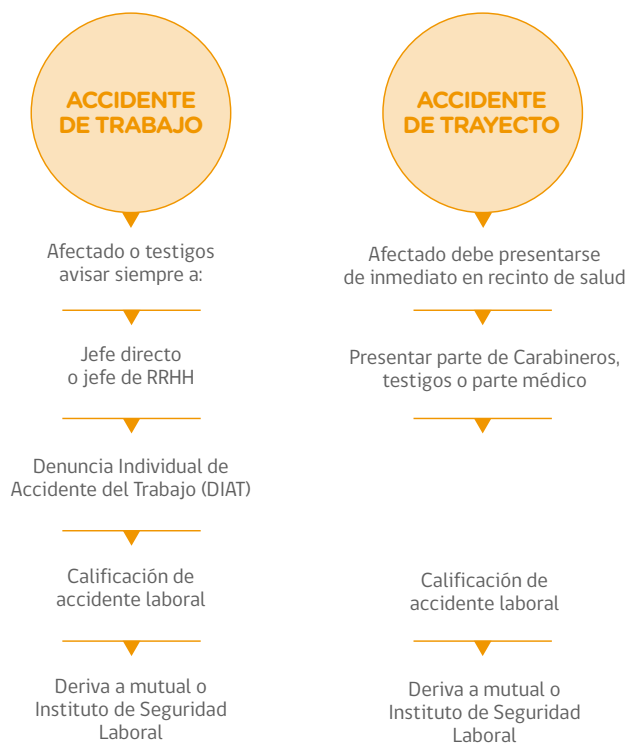 ACCIDENTE
DE TRABAJO
Afectado o testigos
avisar siempre a:
Jefe directo
o jefe de RRHH
Denuncia Individual de
Accidente del Trabajo (DIAT)
Calificación de
accidente laboral
Deriva a mutual o
Instituto de Seguridad
Laboral
ACCIDENTE
DE TRAYECTO
Afectado debe presentarse
de inmediato en recinto de salud
Presentar parte de Carabineros,
testigos o parte médico
Calificación de
accidente laboral
Deriva a mutual o
Instituto de Seguridad
Laboral